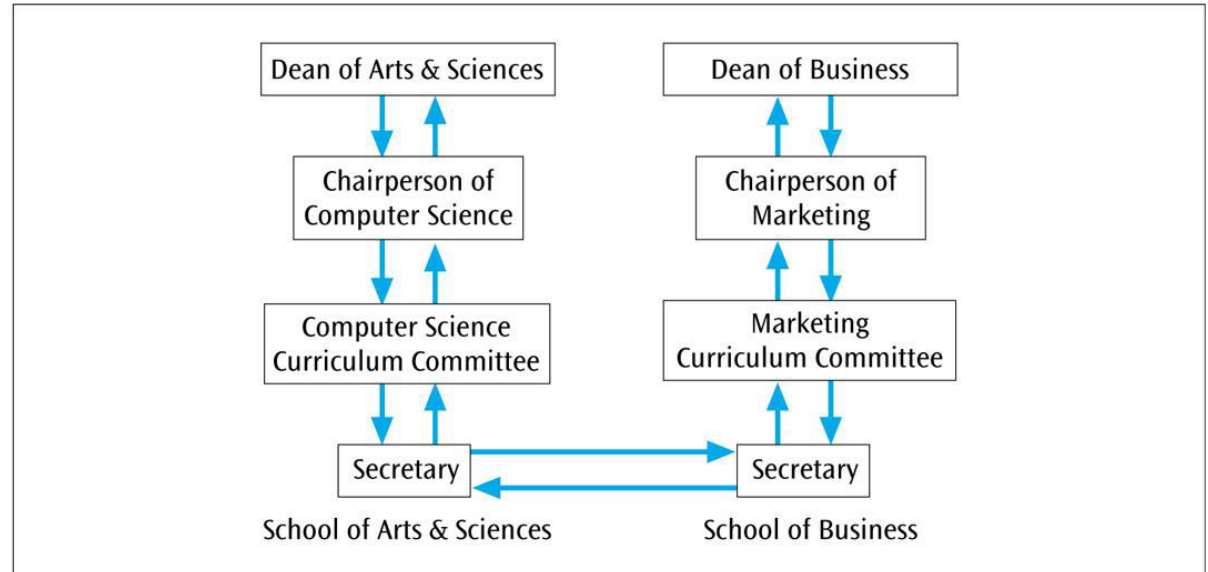 Dean of Arts & Sciences
Dean of Business
Chairperson of
Computer Science
Chairperson of
Marketing
Computer Science
Curriculum Committee
Marketing
Curriculum Committee
Secretary
Secretary
School of Arts & Sciences
School of Business